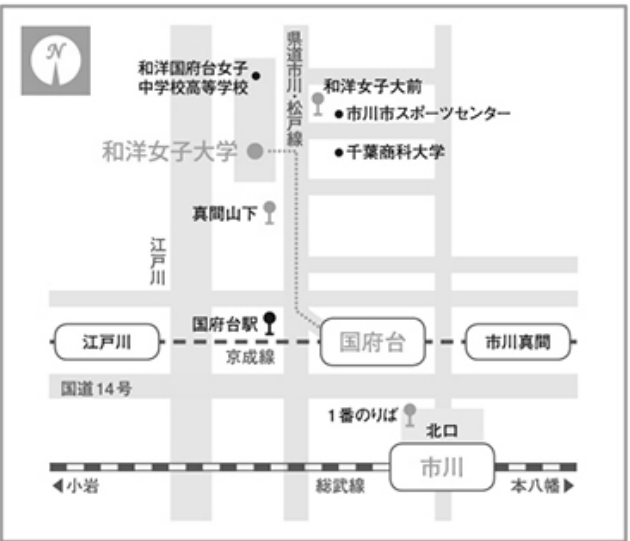 N
和洋国府台女子
中学校高等学校
県道市川・松戸線
和洋女子大前
市川市スポーツセンター
和洋女子大学
千葉商科大学
真間山下
江戸川
国府台駅
江戸川
国府台
市川真間
京成線
国道14号
1番のりば
北口
市川
◀小岩
総武線
本八幡▶